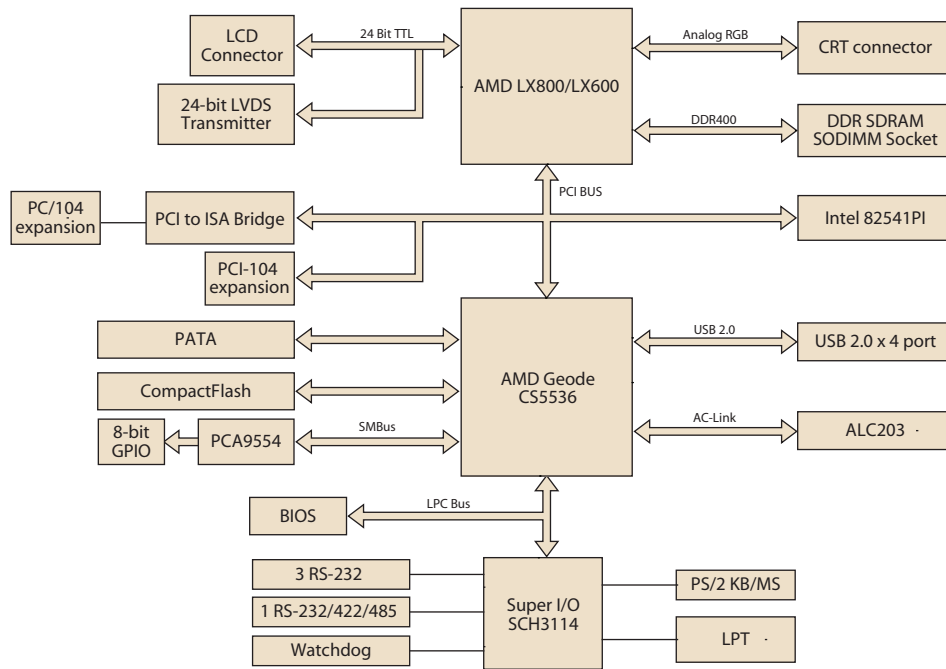 LCD
Connector
24 Bit TTL
AMD LX800/LX600
Analog RGB
CRT connector
24-bit LVDS
Transmitter
DDR400
DDR SDRAM
SODIMM Socket
PCI BUS
PC/104
expansion
PCI to ISA Bridge
Intel 82541PI
PCI-104
expansion
PATA
AMD Geode
CS5536
USB 2.0
USB 2.0 x 4 port
CompactFlash
8-bit
GPIO
PCA9554
SMBus
AC-Link
ALC203
BIOS
LPC Bus
3 RS-232
Super I/O
SCH3114
PS/2 KB/MS
1 RS-232/422/485
LPT
Watchdog